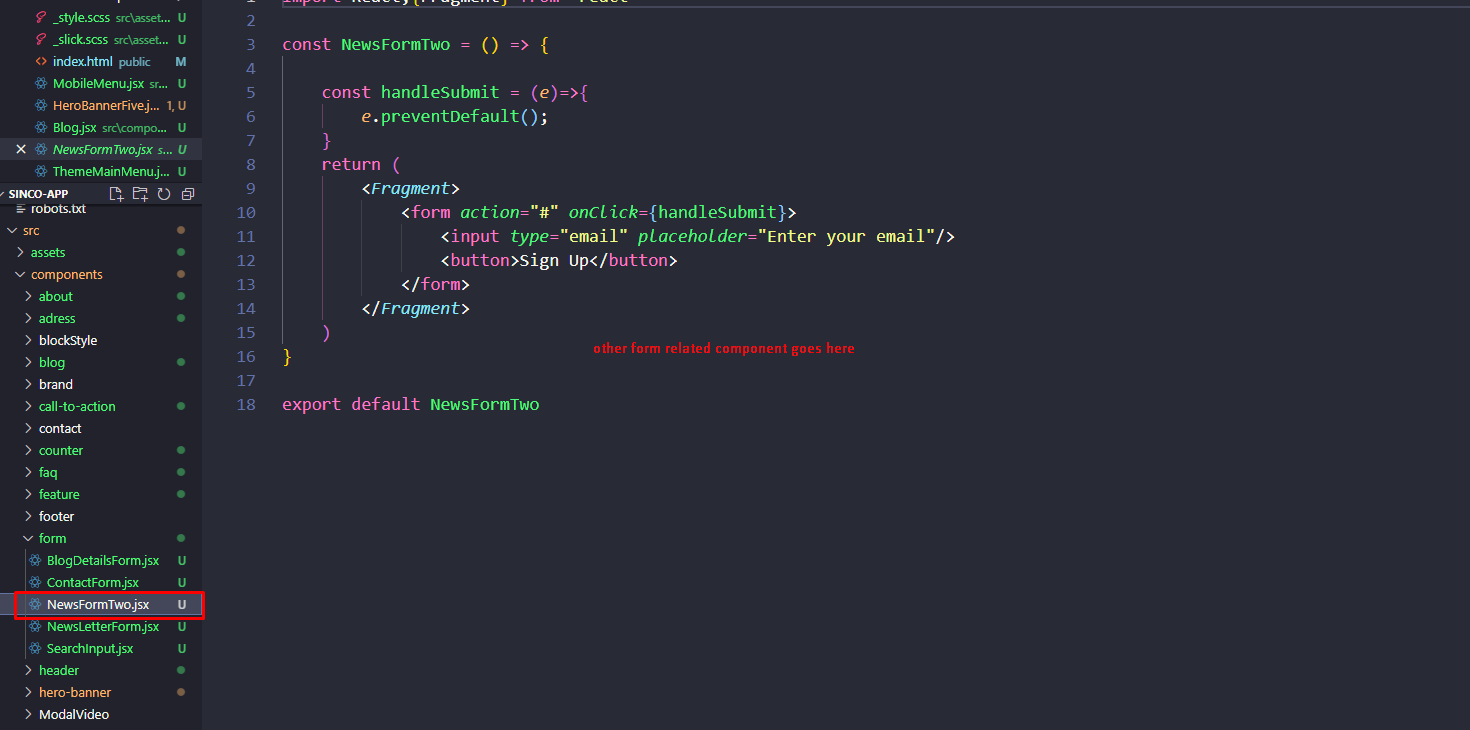 _style.scss src\asset... U
_slick.scss src\asset... U
index.html public M
MobileMenu.jsx sr... U
HeroBannerFive.j... 1, U
Blog.jsx src\compo... U
NewsFormTwo.jsx s... U
ThemeMainMenu.j... U
SINCO-APP
robots.txt
src
assets
components
about
adress
blockStyle
blog
brand
call-to-action
contact
counter
faq
feature
footer
form
BlogDetailsForm.jsx U
ContactForm.jsx U
NewsFormTwo.jsx U
NewsLetterForm.jsx U
SearchInput.jsx U
header
hero-banner
ModalVideo
2
3 const NewsFormTwo = () => {
4
5 const handleSubmit = (e)=>{
6 e.preventDefault();
7 }
8 return (
9 <Fragment>
10 <form action="#" onClick={handleSubmit}>
11 <input type="email" placeholder="Enter your email"/>
12 <button>Sign Up</button>
13 </form>
14 </Fragment>
15 )
other form related component goes here
16 }
17
18 export default NewsFormTwo